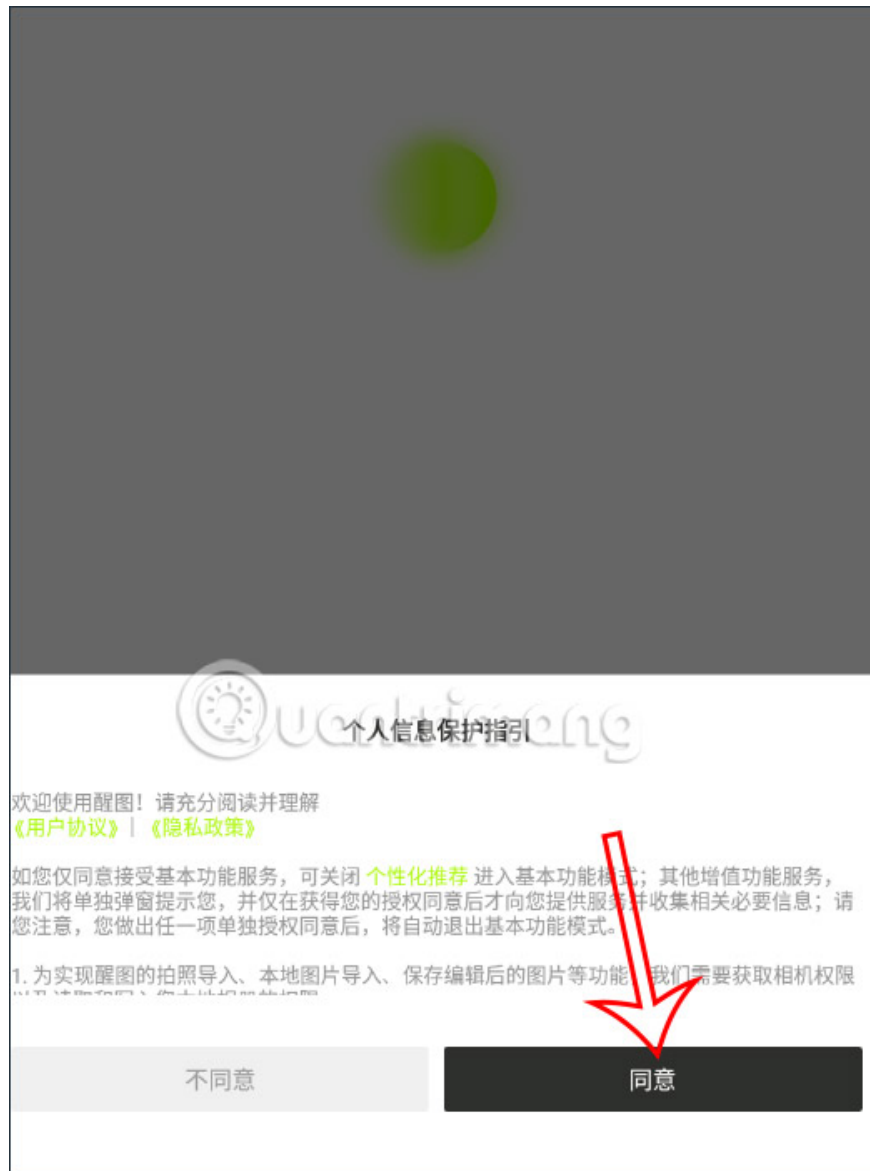 Quantrimang
个人信息保护指引
欢迎使用醒图！请充分阅读并理解
《用户协议》｜《隐私政策》
如您仅同意接受基本功能服务，可关闭 个性化推荐 进入基本功能模式；其他增值功能服务，
我们将单独弹窗提示您，并仅在获得您的授权同意后才向您提供服务并收集相关必要信息；请
您注意，您做出任一项单独授权同意后，将自动退出基本功能模式。
1. 为实现醒图的拍照导入、本地图片导入、保存编辑后的图片等功能，我们需要获取相机权限
不同意
同意